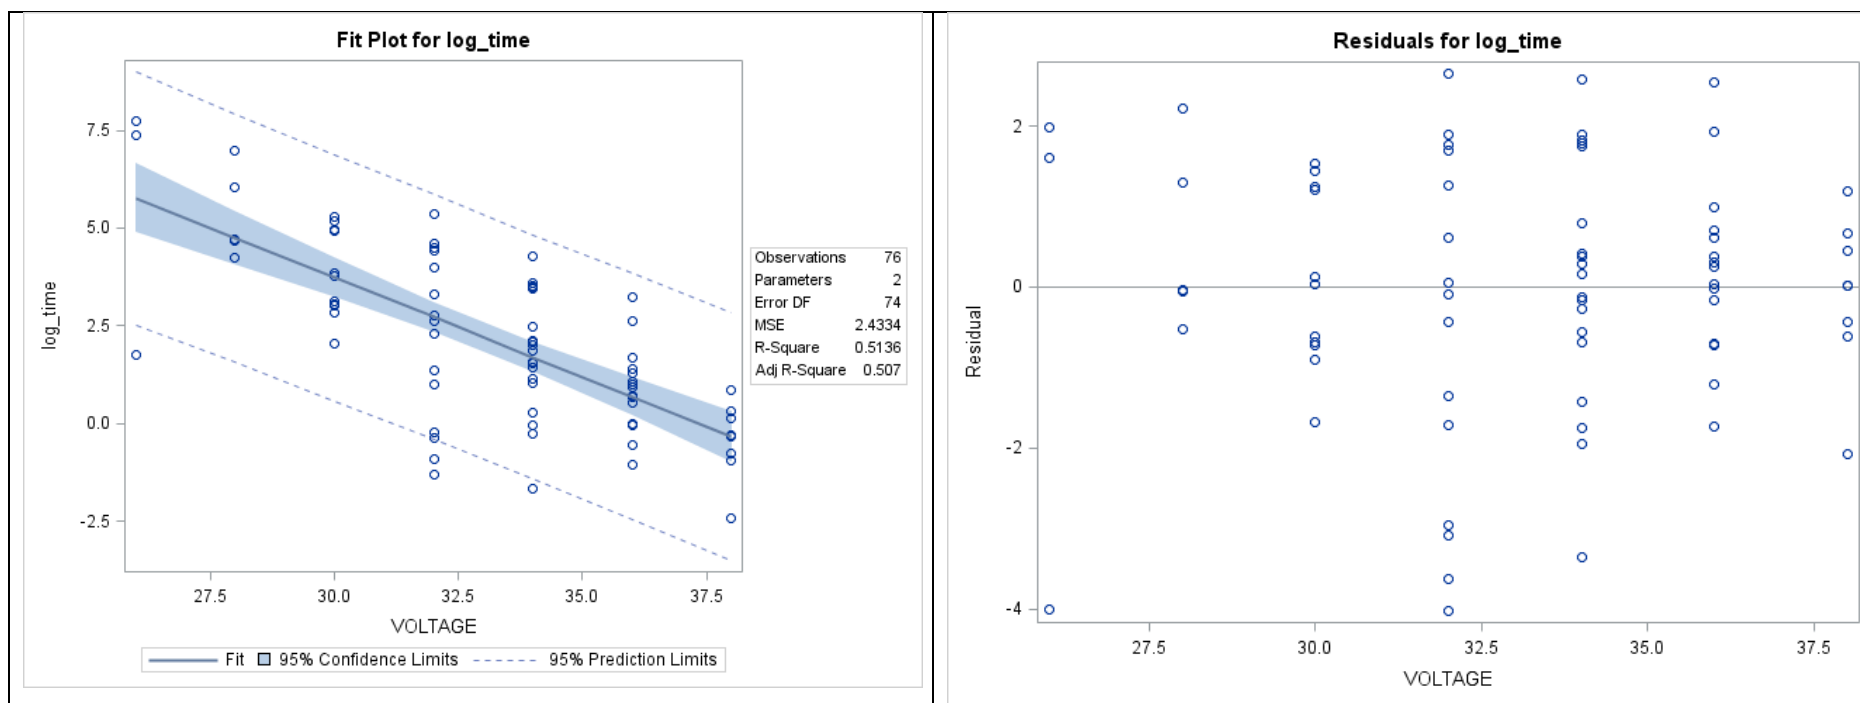 Fit Plot for log_time
7.5
5.0
2.5
0.0
-2.5
log_time
27.5 30.0 32.5 35.0 37.5
VOLTAGE
Fit 95% Confidence Limits 95% Prediction Limits
Observations 76
Parameters 2
Error DF 74
MSE 2.4334
R-Square 0.5136
Adj R-Square 0.507
Residuals for log_time
2
0
-2
-4
Residual
27.5 30.0 32.5 35.0 37.5
VOLTAGE